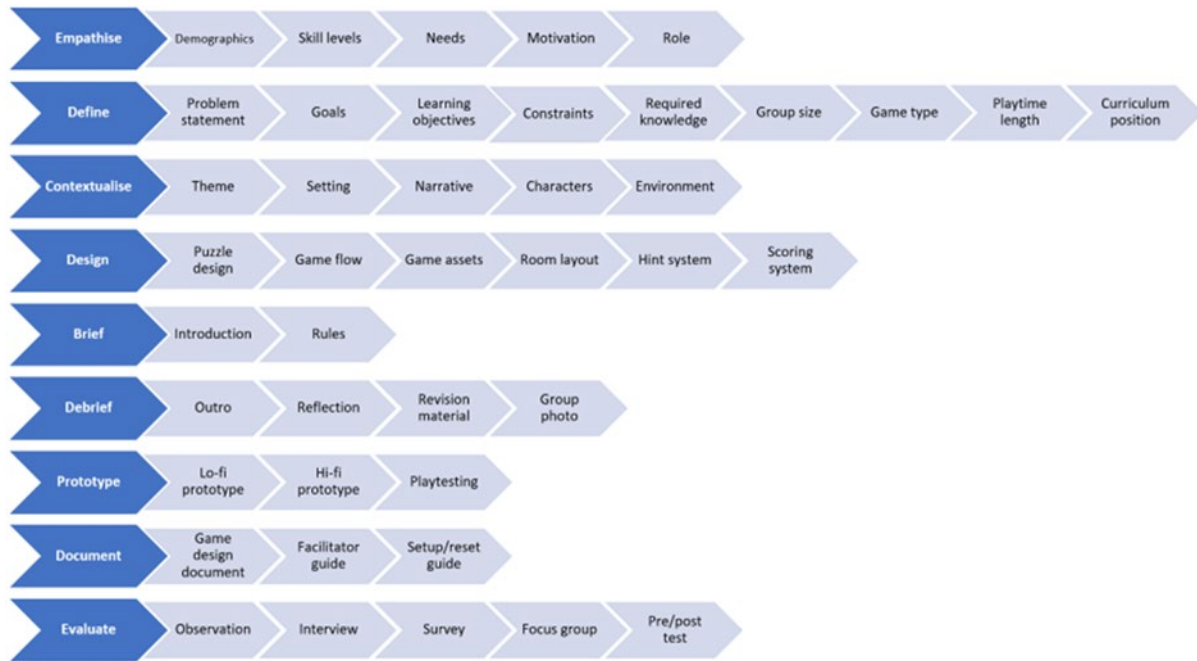 Empathise
Demographics
Skill levels
Needs
Motivation
Role
Define
Problem
statement
Goals
Learning
objectives
Constraints
Required
knowledge
Group size
Game type
Playtime
length
Curriculum
position
Contextualise
Theme
Setting
Narrative
Characters
Environment
Design
Puzzle
design
Game flow
Game assets
Room layout
Hint system
Scoring
system
Brief
Introduction
Rules
Debrief
Outro
Reflection
Revision
material
Group
photo
Prototype
Lo-fi
prototype
Hi-fi
prototype
Playtesting
Document
Game
design
document
Facilitator
guide
Setup/reset
guide
Evaluate
Observation
Interview
Survey
Focus group
Pre/post
test